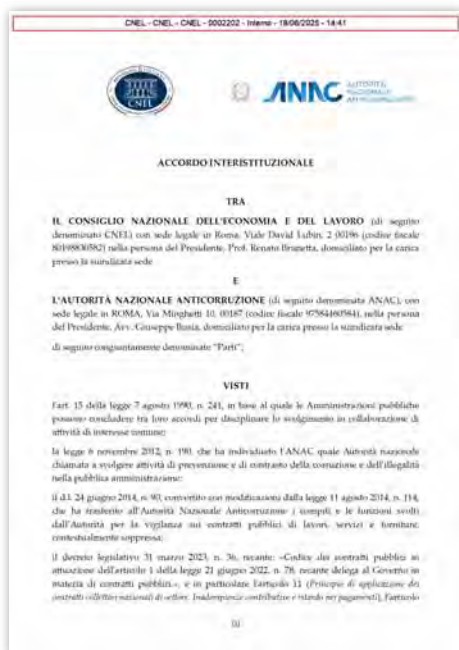 CNEL - CNEL - CNEL - 0002202 - Interno - 19/06/2025 - 14:41
CNEL
ANAC
AUTORITÀ
NAZIONALE
ANTICORRUZIONE
ACCORDO INTERISTITUZIONALE
TRA
IL CONSIGLIO NAZIONALE DELL'ECONOMIA E DEL LAVORO (di seguito
denominato CNEL) con sede legale in Roma, Viale David Lubin, 2 00196 (codice fiscale
80198830582) nella persona del Presidente, Prof. Renato Brunetta, domiciliato per la carica
presso la suindicata sede
E
L'AUTORITÀ NAZIONALE ANTICORRUZIONE (di seguito denominata ANAC), con
sede legale in ROMA, Via Minghetti 10, 00187 (codice fiscale 97584460584), nella persona
del Presidente, Avv. Giuseppe Busia, domiciliato per la carica presso la suindicata sede
di seguito congiuntamente denominate "Parti";
VISTI
l'art. 15 della legge 7 agosto 1990, n. 241, in base al quale le Amministrazioni pubbliche
possono concludere tra loro accordi per disciplinare lo svolgimento in collaborazione di
attività di interesse comune;
la legge 6 novembre 2012, n. 190, che ha individuato l'ANAC quale Autorità nazionale
chiamata a svolgere attività di prevenzione e di contrasto della corruzione e dell'illegalità
nella pubblica amministrazione;
il d.l. 24 giugno 2014, n. 90, convertito con modificazioni dalla legge 11 agosto 2014, n. 114,
che ha trasferito all'Autorità Nazionale Anticorruzione i compiti e le funzioni svolti
dall'Autorità per la vigilanza sui contratti pubblici di lavori, servizi e forniture,
contestualmente soppressa;
il decreto legislativo 31 marzo 2023, n. 36, recante: «Codice dei contratti pubblici in
attuazione dell'articolo 1 della legge 21 giugno 2022, n. 78, recante delega al Governo in
materia di contratti pubblici.», e in particolare l'articolo 11 (Principio di applicazione dei
contratti collettivi nazionali di settore. Inadempienze contributive e ritardo nei pagamenti), l'articolo